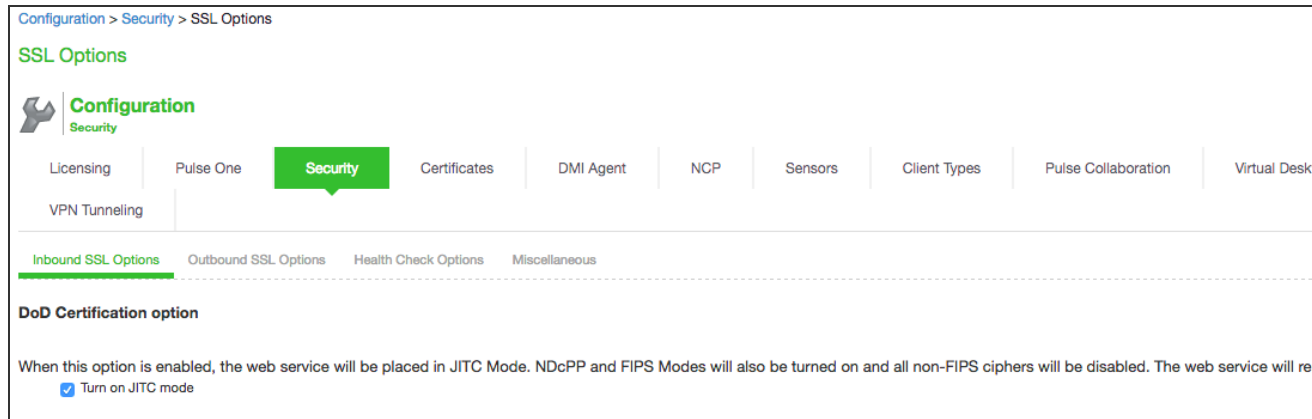 Configuration > Security > SSL Options
SSL Options
Configuration
Security
Licensing Pulse One Security Certificates DMI Agent NCP Sensors Client Types Pulse Collaboration Virtual Desk
VPN Tunneling
Inbound SSL Options Outbound SSL Options Health Check Options Miscellaneous
DoD Certification option
When this option is enabled, the web service will be placed in JITC Mode. NDcPP and FIPS Modes will also be turned on and all non-FIPS ciphers will be disabled. The web service will re
Turn on JITC mode